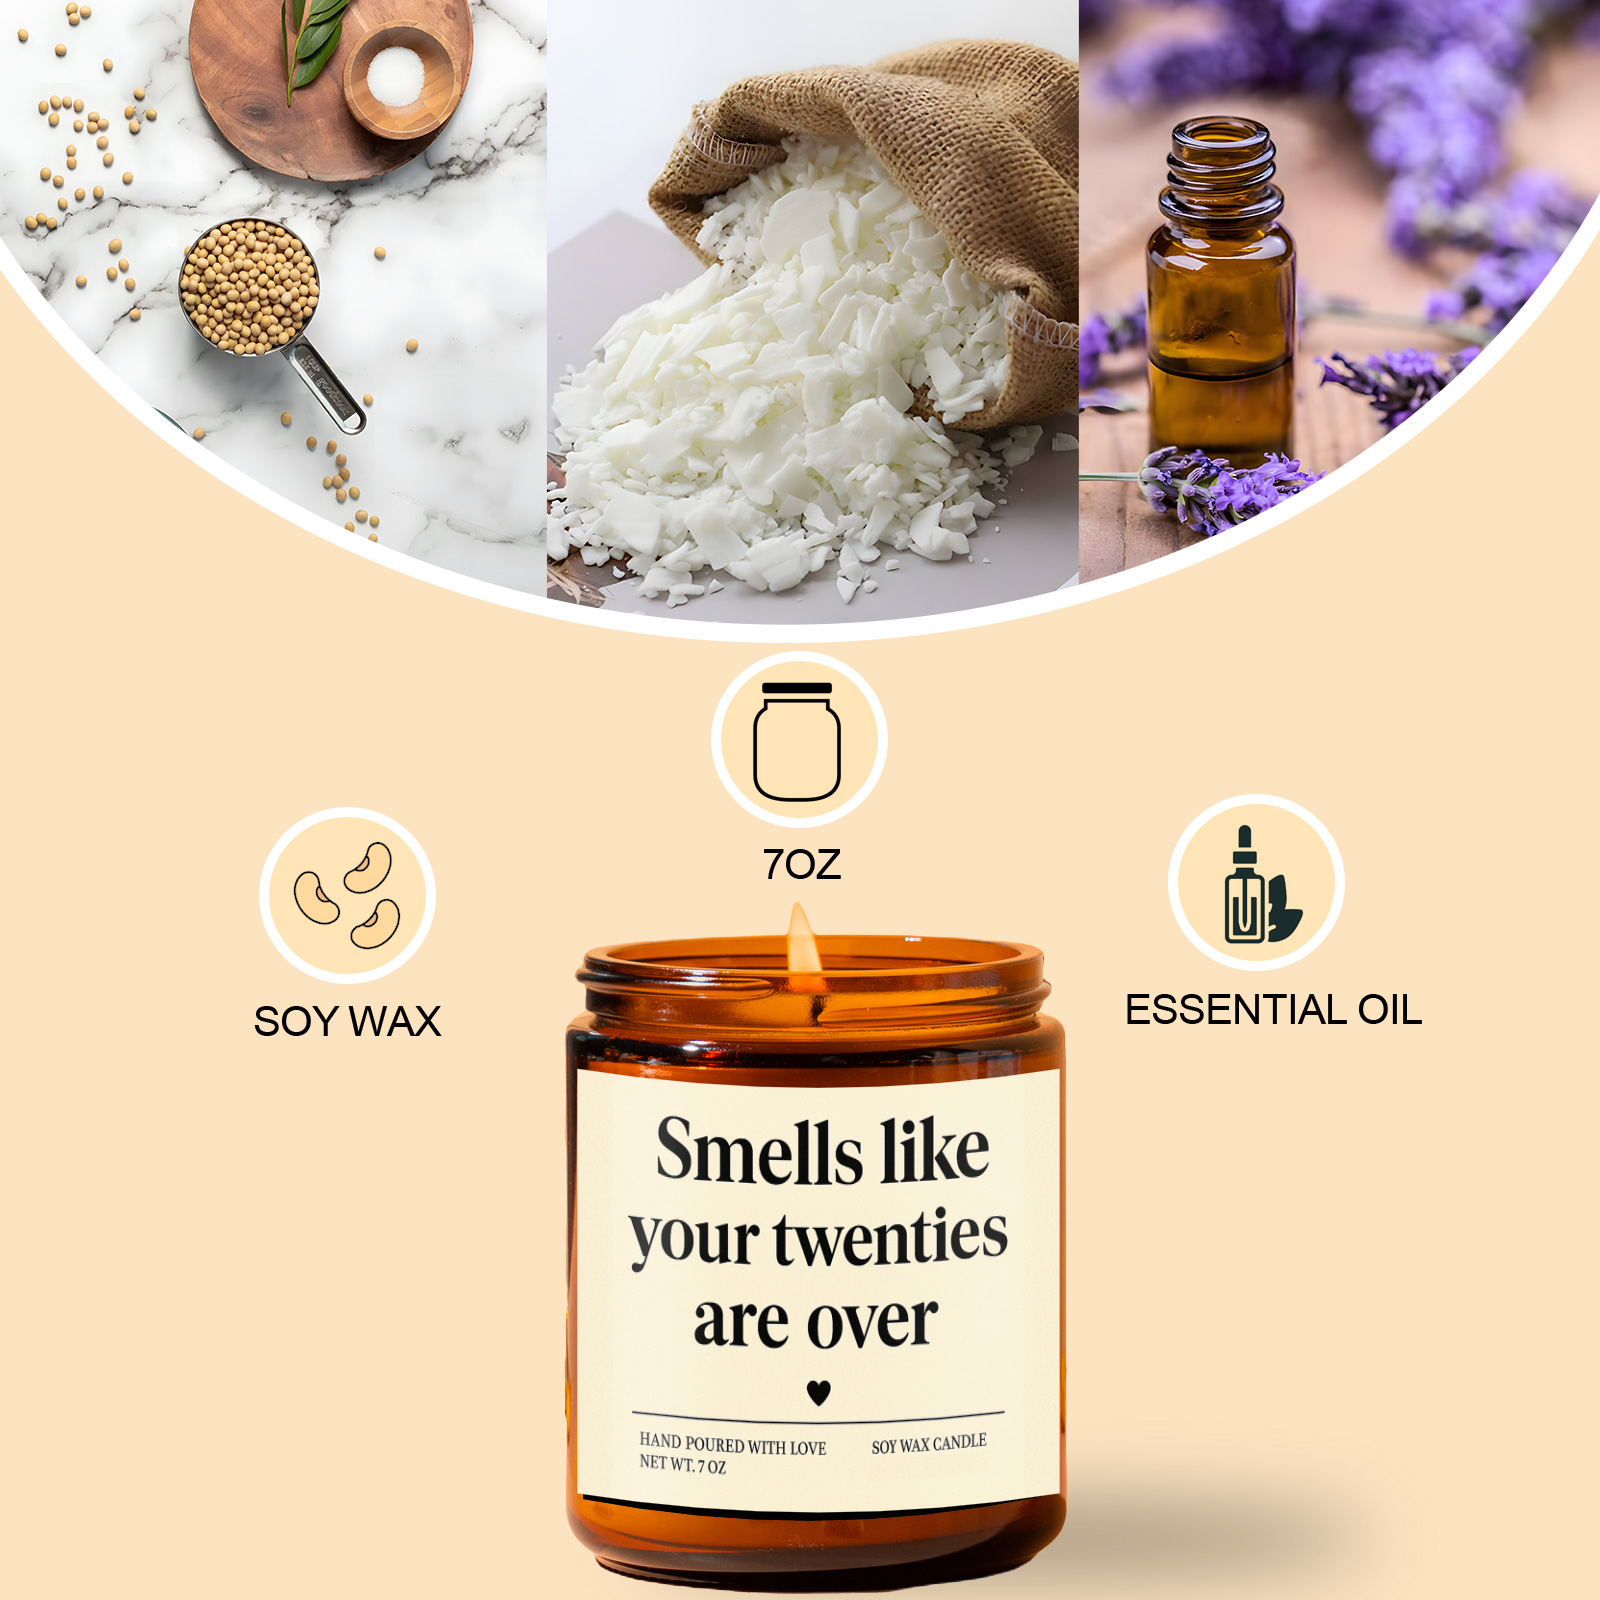 7OZ
SOY WAX
ESSENTIAL OIL
Smells like
your twenties
are over
HAND POURED WITH LOVE
NET WT. 7 OZ
SOY WAX CANDLE